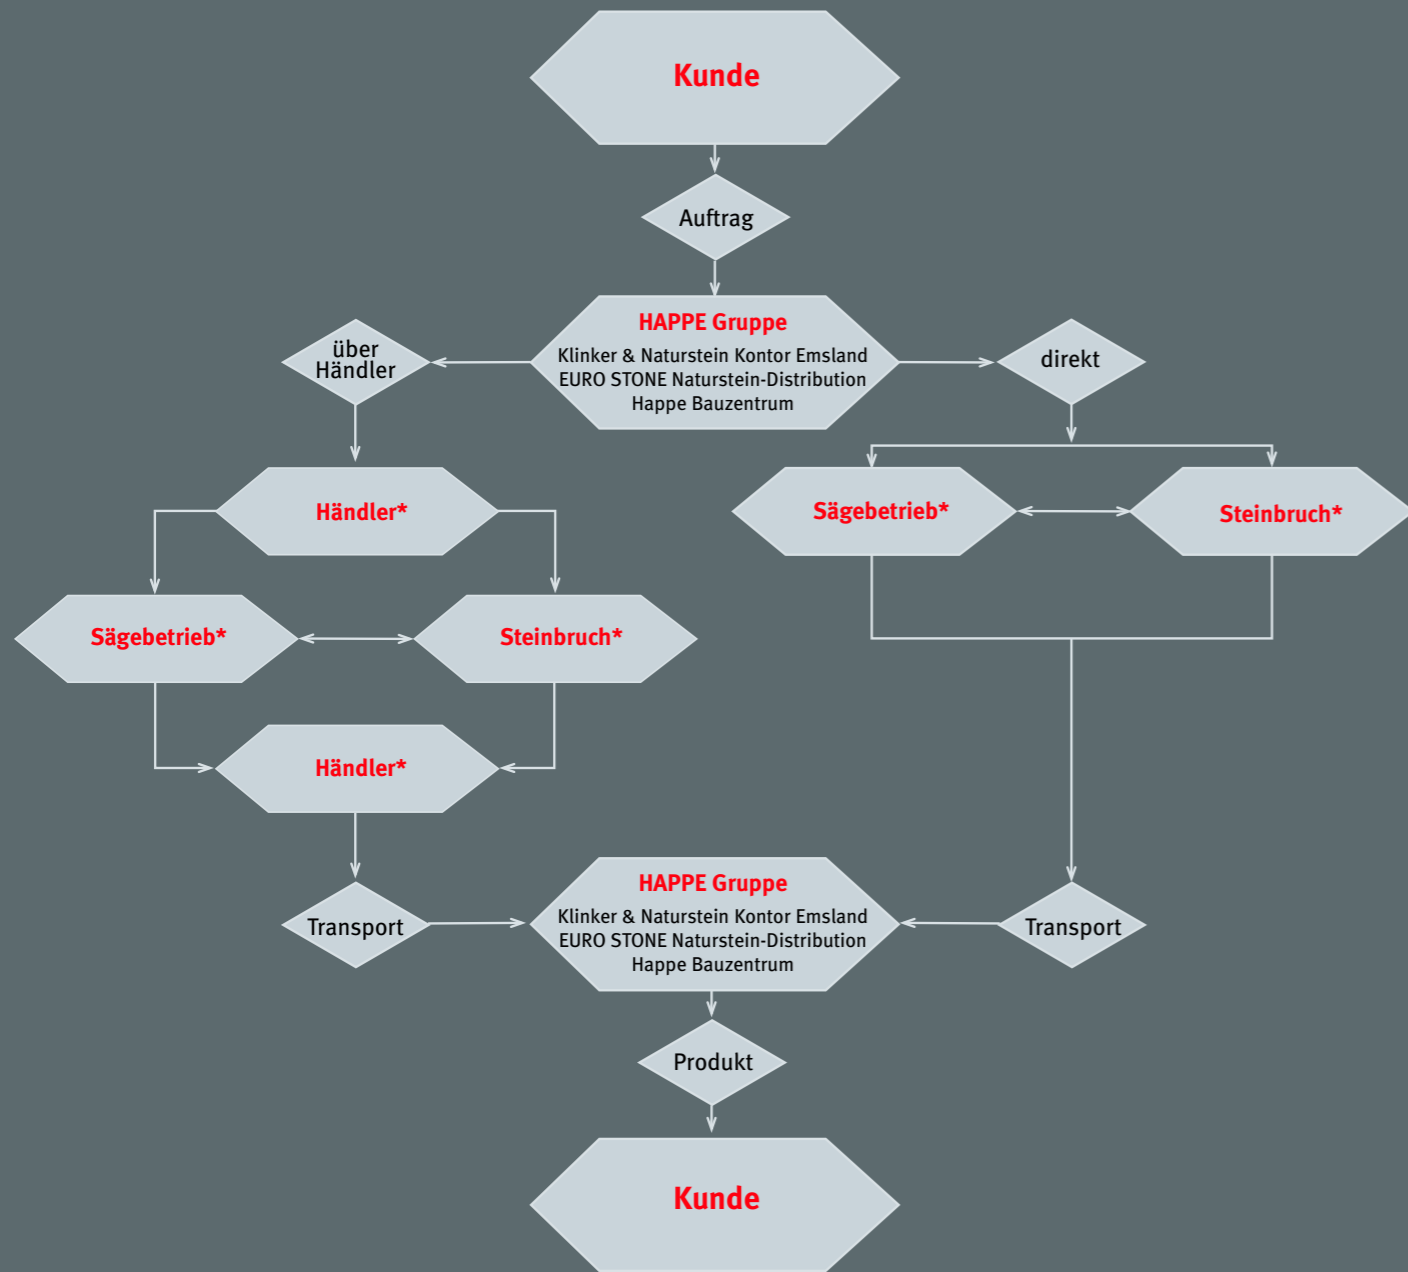 Kunde
Auftrag
HAPPE Gruppe
Klinker & Naturstein Kontor Emsland
EURO STONE Naturstein-Distribution
Happe Bauzentrum
über
Händler
direkt
Händler*
Sägebetrieb*
Steinbruch*
Sägebetrieb*
Steinbruch*
Händler*
Transport
HAPPE Gruppe
Klinker & Naturstein Kontor Emsland
EURO STONE Naturstein-Distribution
Happe Bauzentrum
Transport
Produkt
Kunde